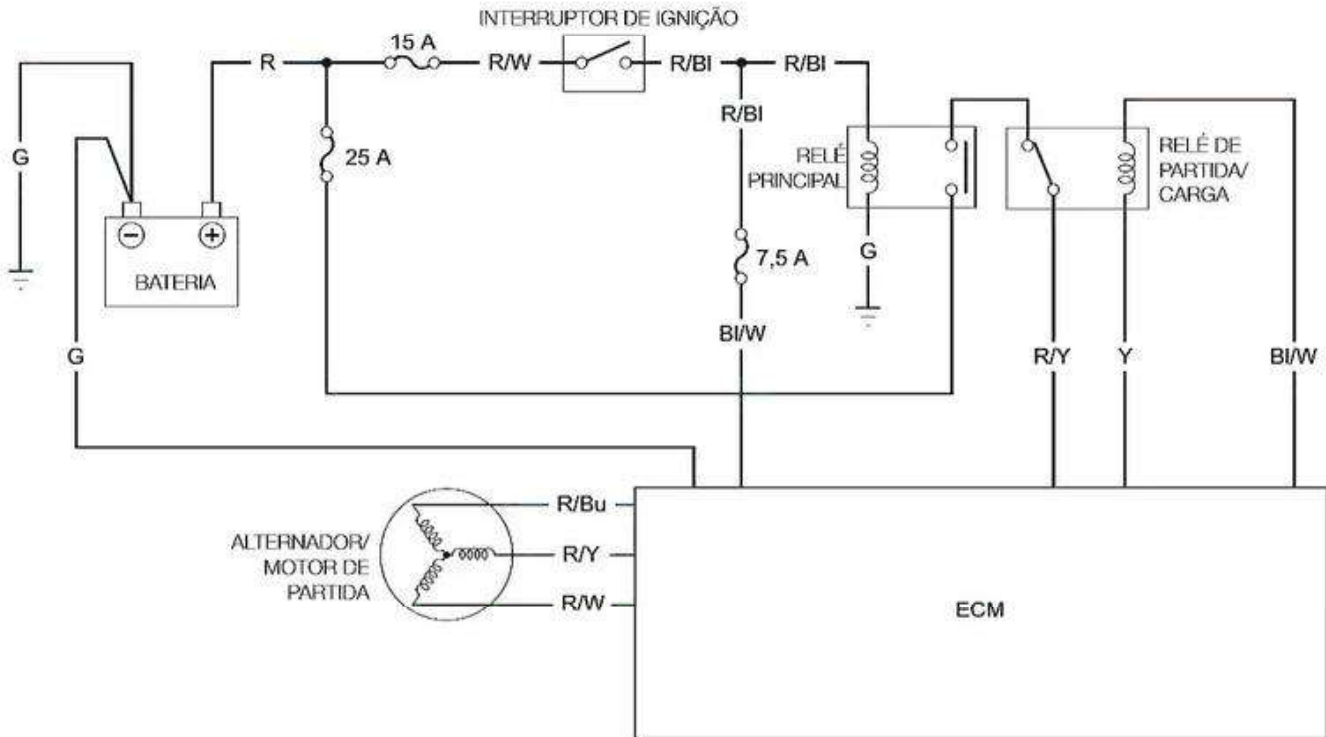 INTERRUPTOR DE IGNIÇÃO
15 A
R
R/W
R/Bl
R/Bl
R/Bl
G
25 A
RELÉ
PRINCIPAL
RELÉ DE
PARTIDA/
CARGA
BATERIA
7,5 A
G
Bl/W
G
R/Y
Y
Bl/W
ALTERNADOR/
MOTOR DE
PARTIDA
R/Bu
R/Y
R/W
ECM